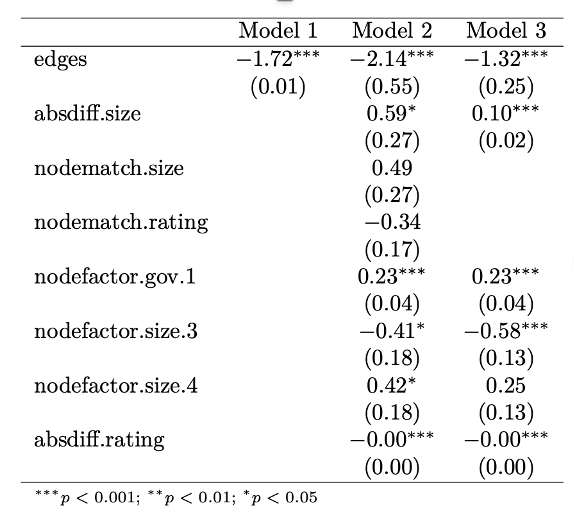 Model 1 Model 2 Model 3
edges −1.72*** −2.14*** −1.32***
(0.01) (0.55) (0.25)
absdiff.size 0.59* 0.10***
(0.27) (0.02)
nodematch.size 0.49
(0.27)
nodematch.rating −0.34
(0.17)
nodefactor.gov.1 0.23*** 0.23***
(0.04) (0.04)
nodefactor.size.3 −0.41* −0.58***
(0.18) (0.13)
nodefactor.size.4 0.42* 0.25
(0.18) (0.13)
absdiff.rating −0.00*** −0.00***
(0.00) (0.00)
***p < 0.001; **p < 0.01; *p < 0.05